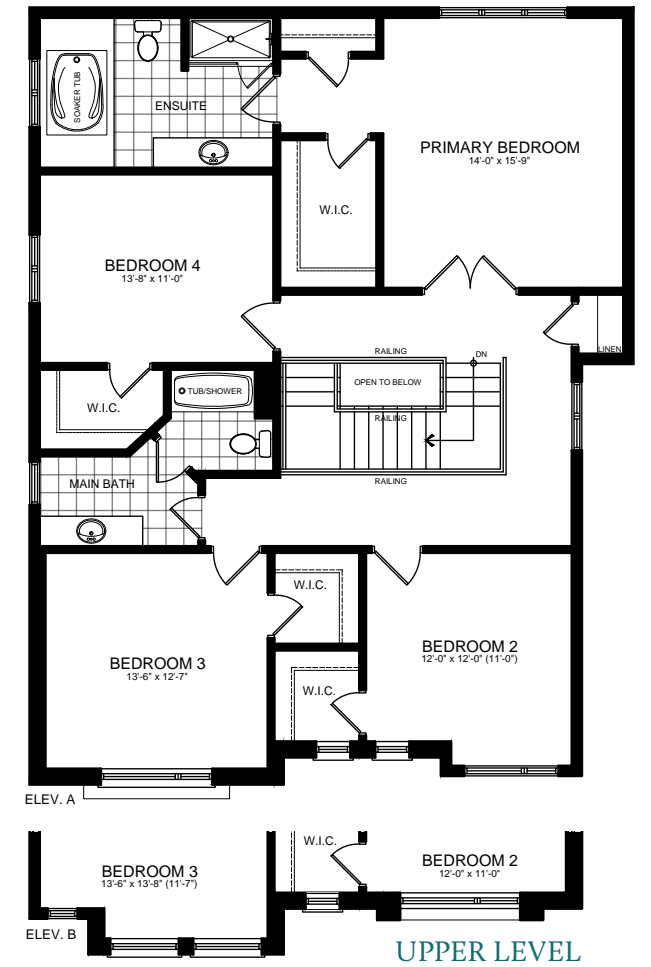 SOAKER TUB
ENSUITE
PRIMARY BEDROOM
14'-0" x 15'-9"
W.I.C.
BEDROOM 4
13'-8" x 11'-0"
LINEN
RAILING
DN
OPEN TO BELOW
TUB/SHOWER
W.I.C.
RAILING
MAIN BATH
RAILING
W.I.C.
BEDROOM 3
13'-6" x 12'-7"
BEDROOM 2
12'-0" x 12'-0" (11'-0")
W.I.C.
ELEV. A
W.I.C.
BEDROOM 3
13'-6" x 13'-8" (11'-7")
BEDROOM 2
12'-0" x 11'-0"
ELEV. B
UPPER LEVEL